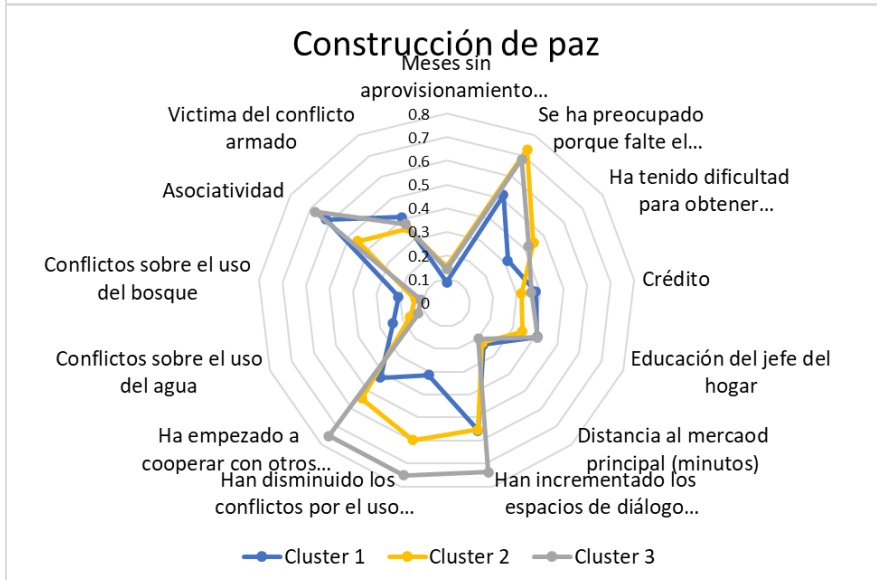 Construcción de paz
Meses sin
aprovisionamiento...
Se ha preocupado
porque falte el...
Ha tenido dificultad
para obtener...
Crédito
Educación del jefe del
hogar
Distancia al mercaod
principal (minutos)
Han incrementado los
espacios de diálogo...
Han disminuido los
conflictos por el uso...
Ha empezado a
cooperar con otros...
Conflictos sobre el uso
del agua
Conflictos sobre el uso
del bosque
Asociatividad
Victima del conflicto
armado
0.8
0.7
0.6
0.5
0.4
0.3
0.2
0.1
0
Cluster 1
Cluster 2
Cluster 3